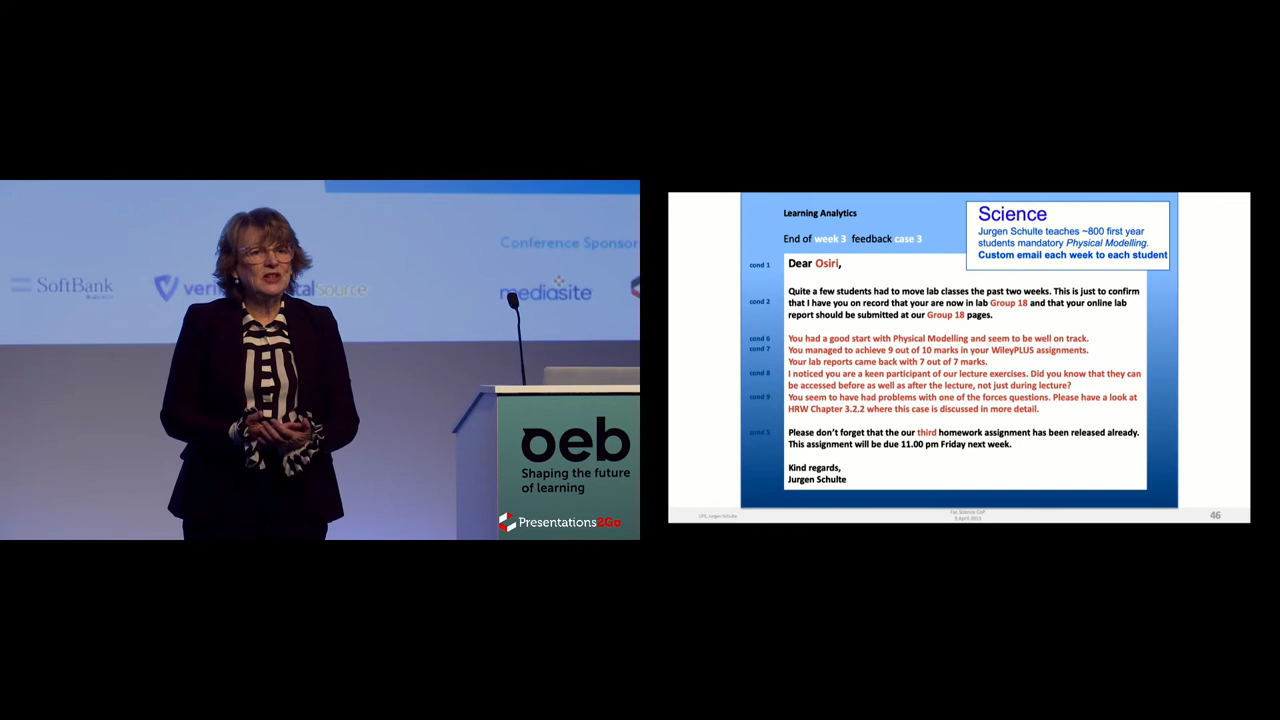 Conference Sponsor
SoftBank
mediasite
oeb
Shaping the future
of learning
Presentations2Go
Learning Analytics
End of week 3 feedback case 3
Science
Jurgen Schulte teaches ~800 first year
students mandatory Physical Modelling.
Custom email each week to each student
cond 1
Dear Osiri,
Quite a few students had to move lab classes the past two weeks. This is just to confirm
cond 2
that I have you on record that your are now in lab Group 18 and that your online lab
report should be submitted at our Group 18 pages.
cond 6
You had a good start with Physical Modelling and seem to be well on track.
cond 7
You managed to achieve 9 out of 10 marks in your WileyPLUS assignments.
Your lab reports came back with 7 out of 7 marks.
cond 8
I noticed you are a keen participant of our lecture exercises. Did you know that they can
be accessed before as well as after the lecture, not just during lecture?
cond 9
You seem to have had problems with one of the forces questions. Please have a look at
HRW Chapter 3.2.2 where this case is discussed in more detail.
cond 5
Please don't forget that the our third homework assignment has been released already.
This assignment will be due 11.00 pm Friday next week.
Kind regards,
Jurgen Schulte
UTS, Jurgen Schulte
Fac Science CoP
46